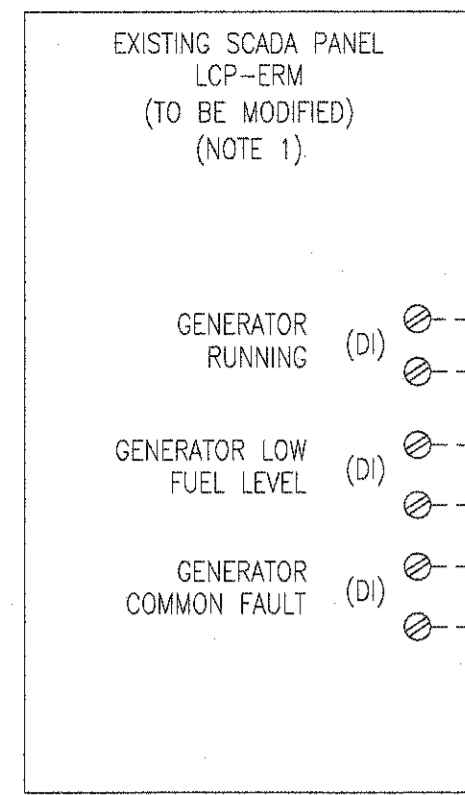 EXISTING SCADA PANEL
LCP-ERM
(TO BE MODIFIED)
(NOTE 1).
GENERATOR
RUNNING
(DI)
GENERATOR LOW
FUEL LEVEL
(DI)
GENERATOR
COMMON FAULT
(DI)